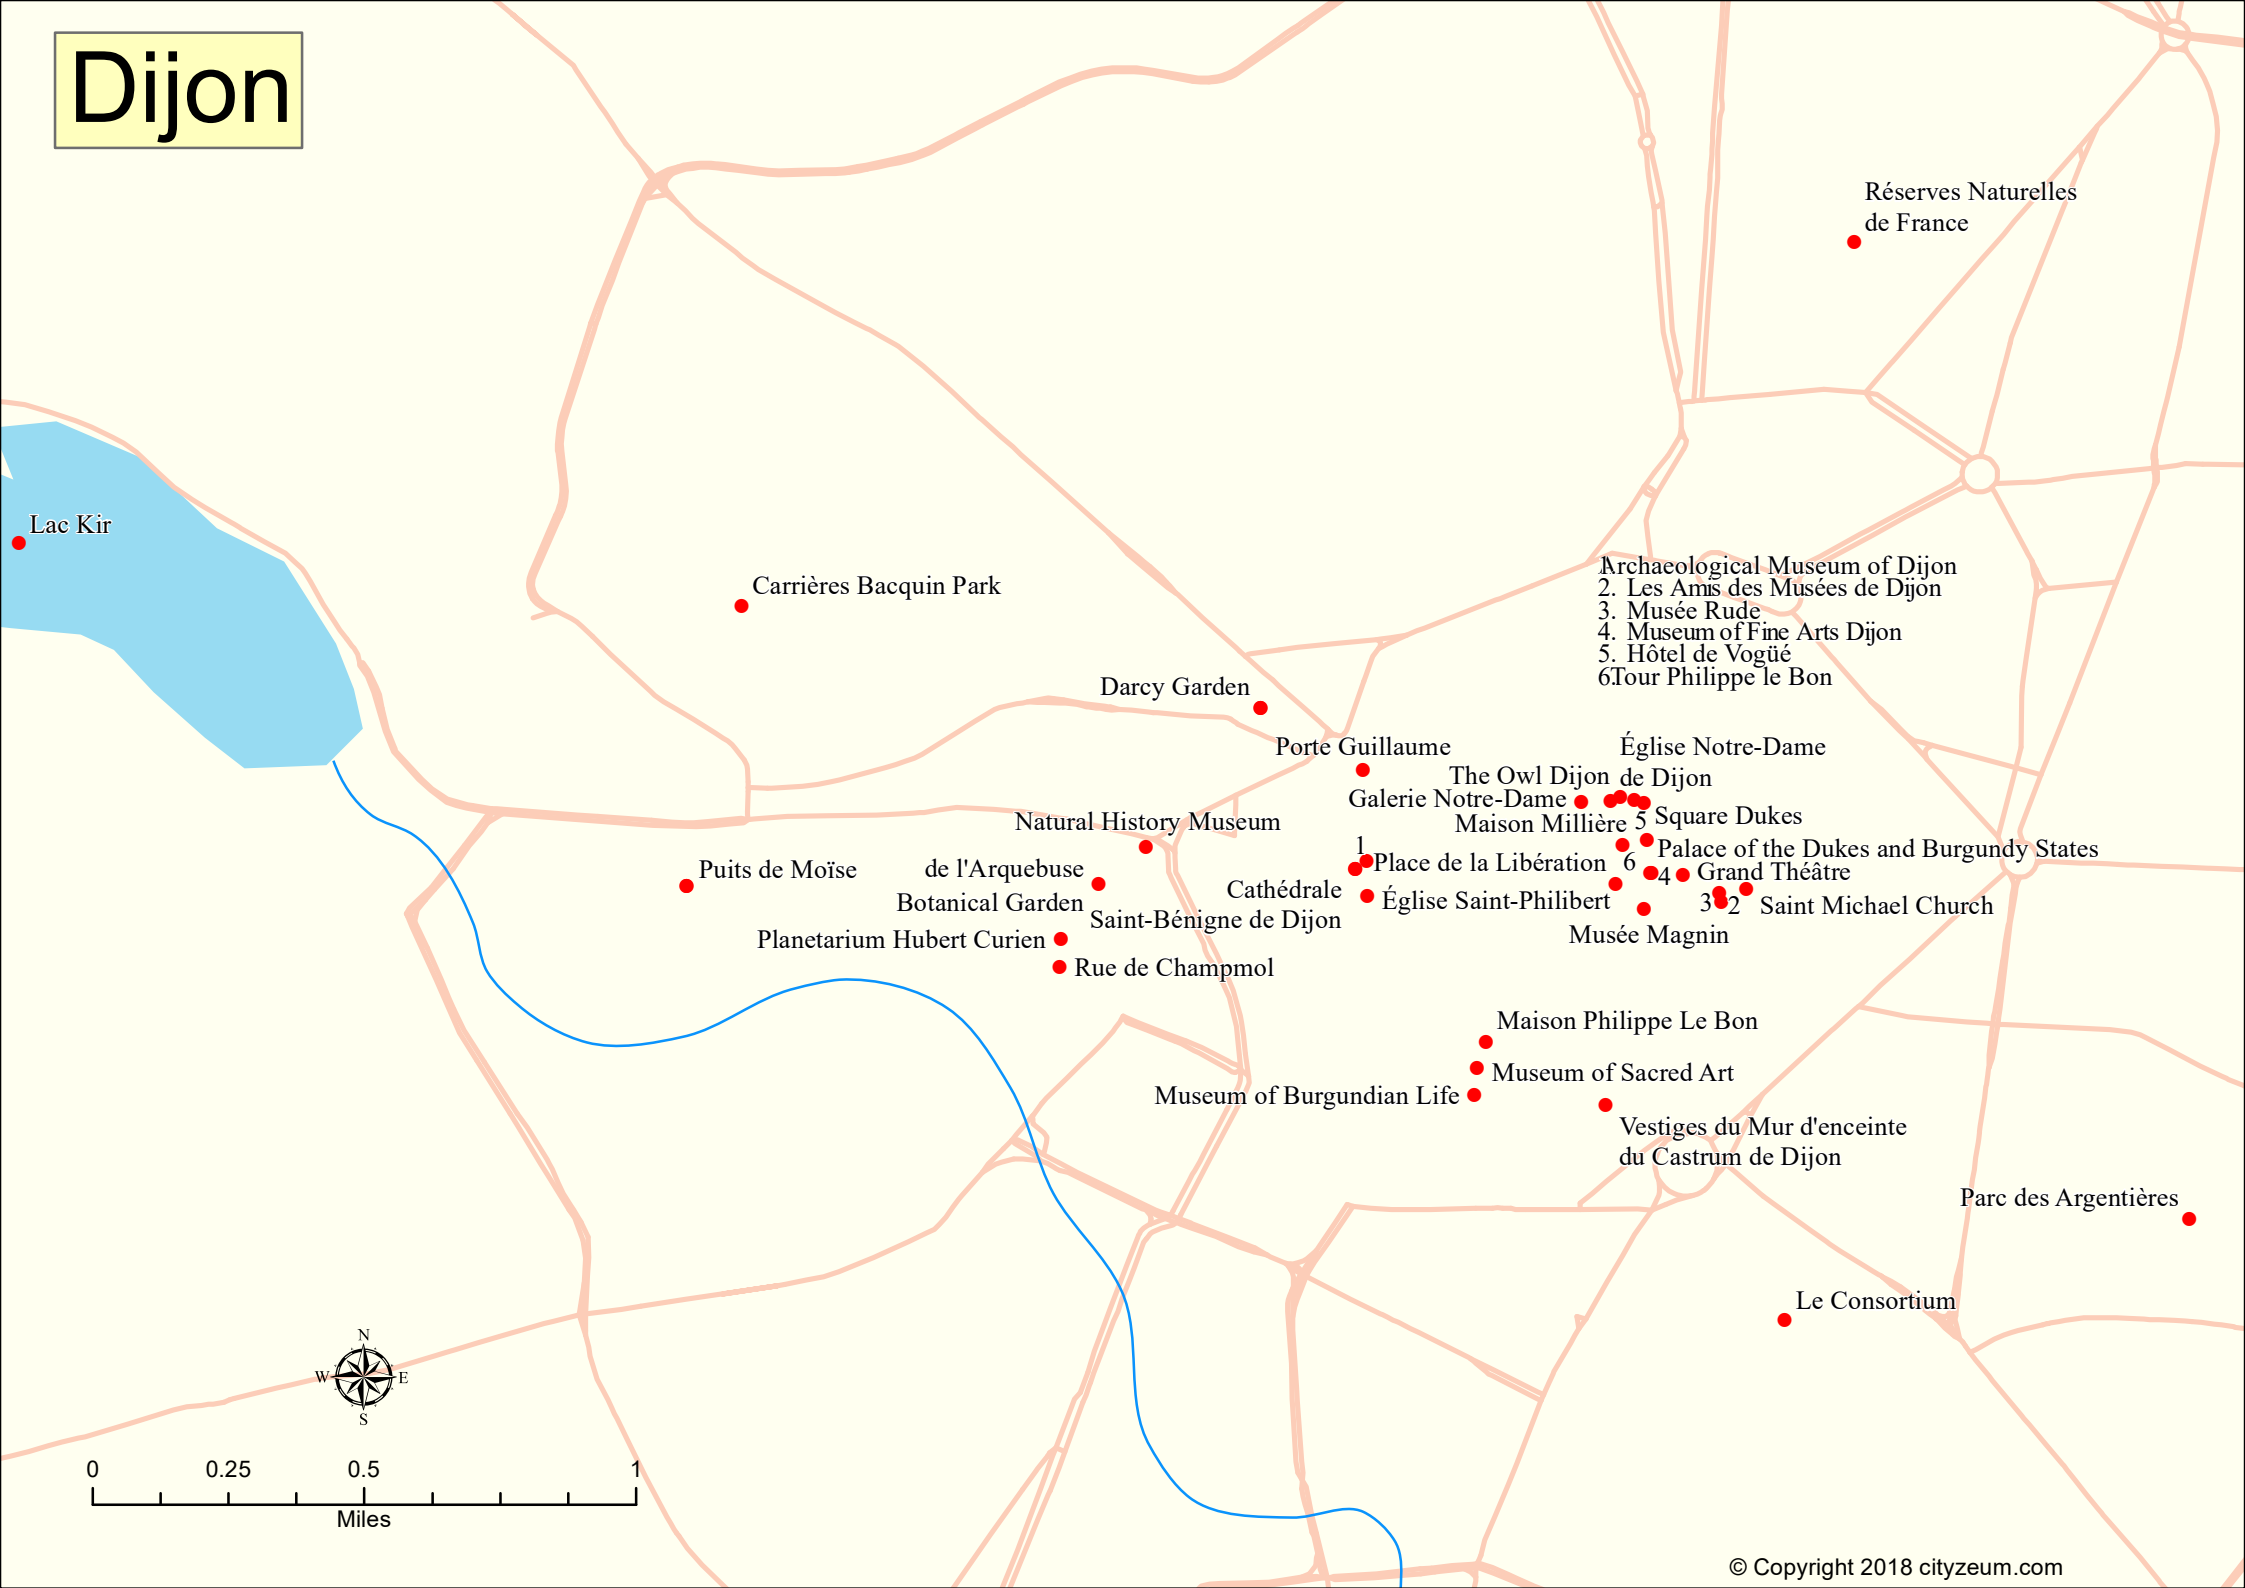 Dijon
Réserves Naturelles
de France
Lac Kir
Carrières Bacquin Park
1. Archaeological Museum of Dijon
2. Les Amis des Musées de Dijon
3. Musée Rude
4. Museum of Fine Arts Dijon
5. Hôtel de Vogüé
6. Tour Philippe le Bon
Darcy Garden
Porte Guillaume
Église Notre-Dame
de Dijon
The Owl Dijon
Galerie Notre-Dame
Maison Millière
5
Square Dukes
Natural History Museum
1
Place de la Libération
6
Palace of the Dukes and Burgundy States
4
Grand Théâtre
Puits de Moïse
de l'Arquebuse
Botanical Garden
Cathédrale
Saint-Bénigne de Dijon
Église Saint-Philibert
3
2
Saint Michael Church
Musée Magnin
Planetarium Hubert Curien
Rue de Champmol
Maison Philippe Le Bon
Museum of Sacred Art
Museum of Burgundian Life
Vestiges du Mur d'enceinte
du Castrum de Dijon
Parc des Argentières
Le Consortium
N
W E
S
0 0.25 0.5 1
Miles
© Copyright 2018 cityzeum.com